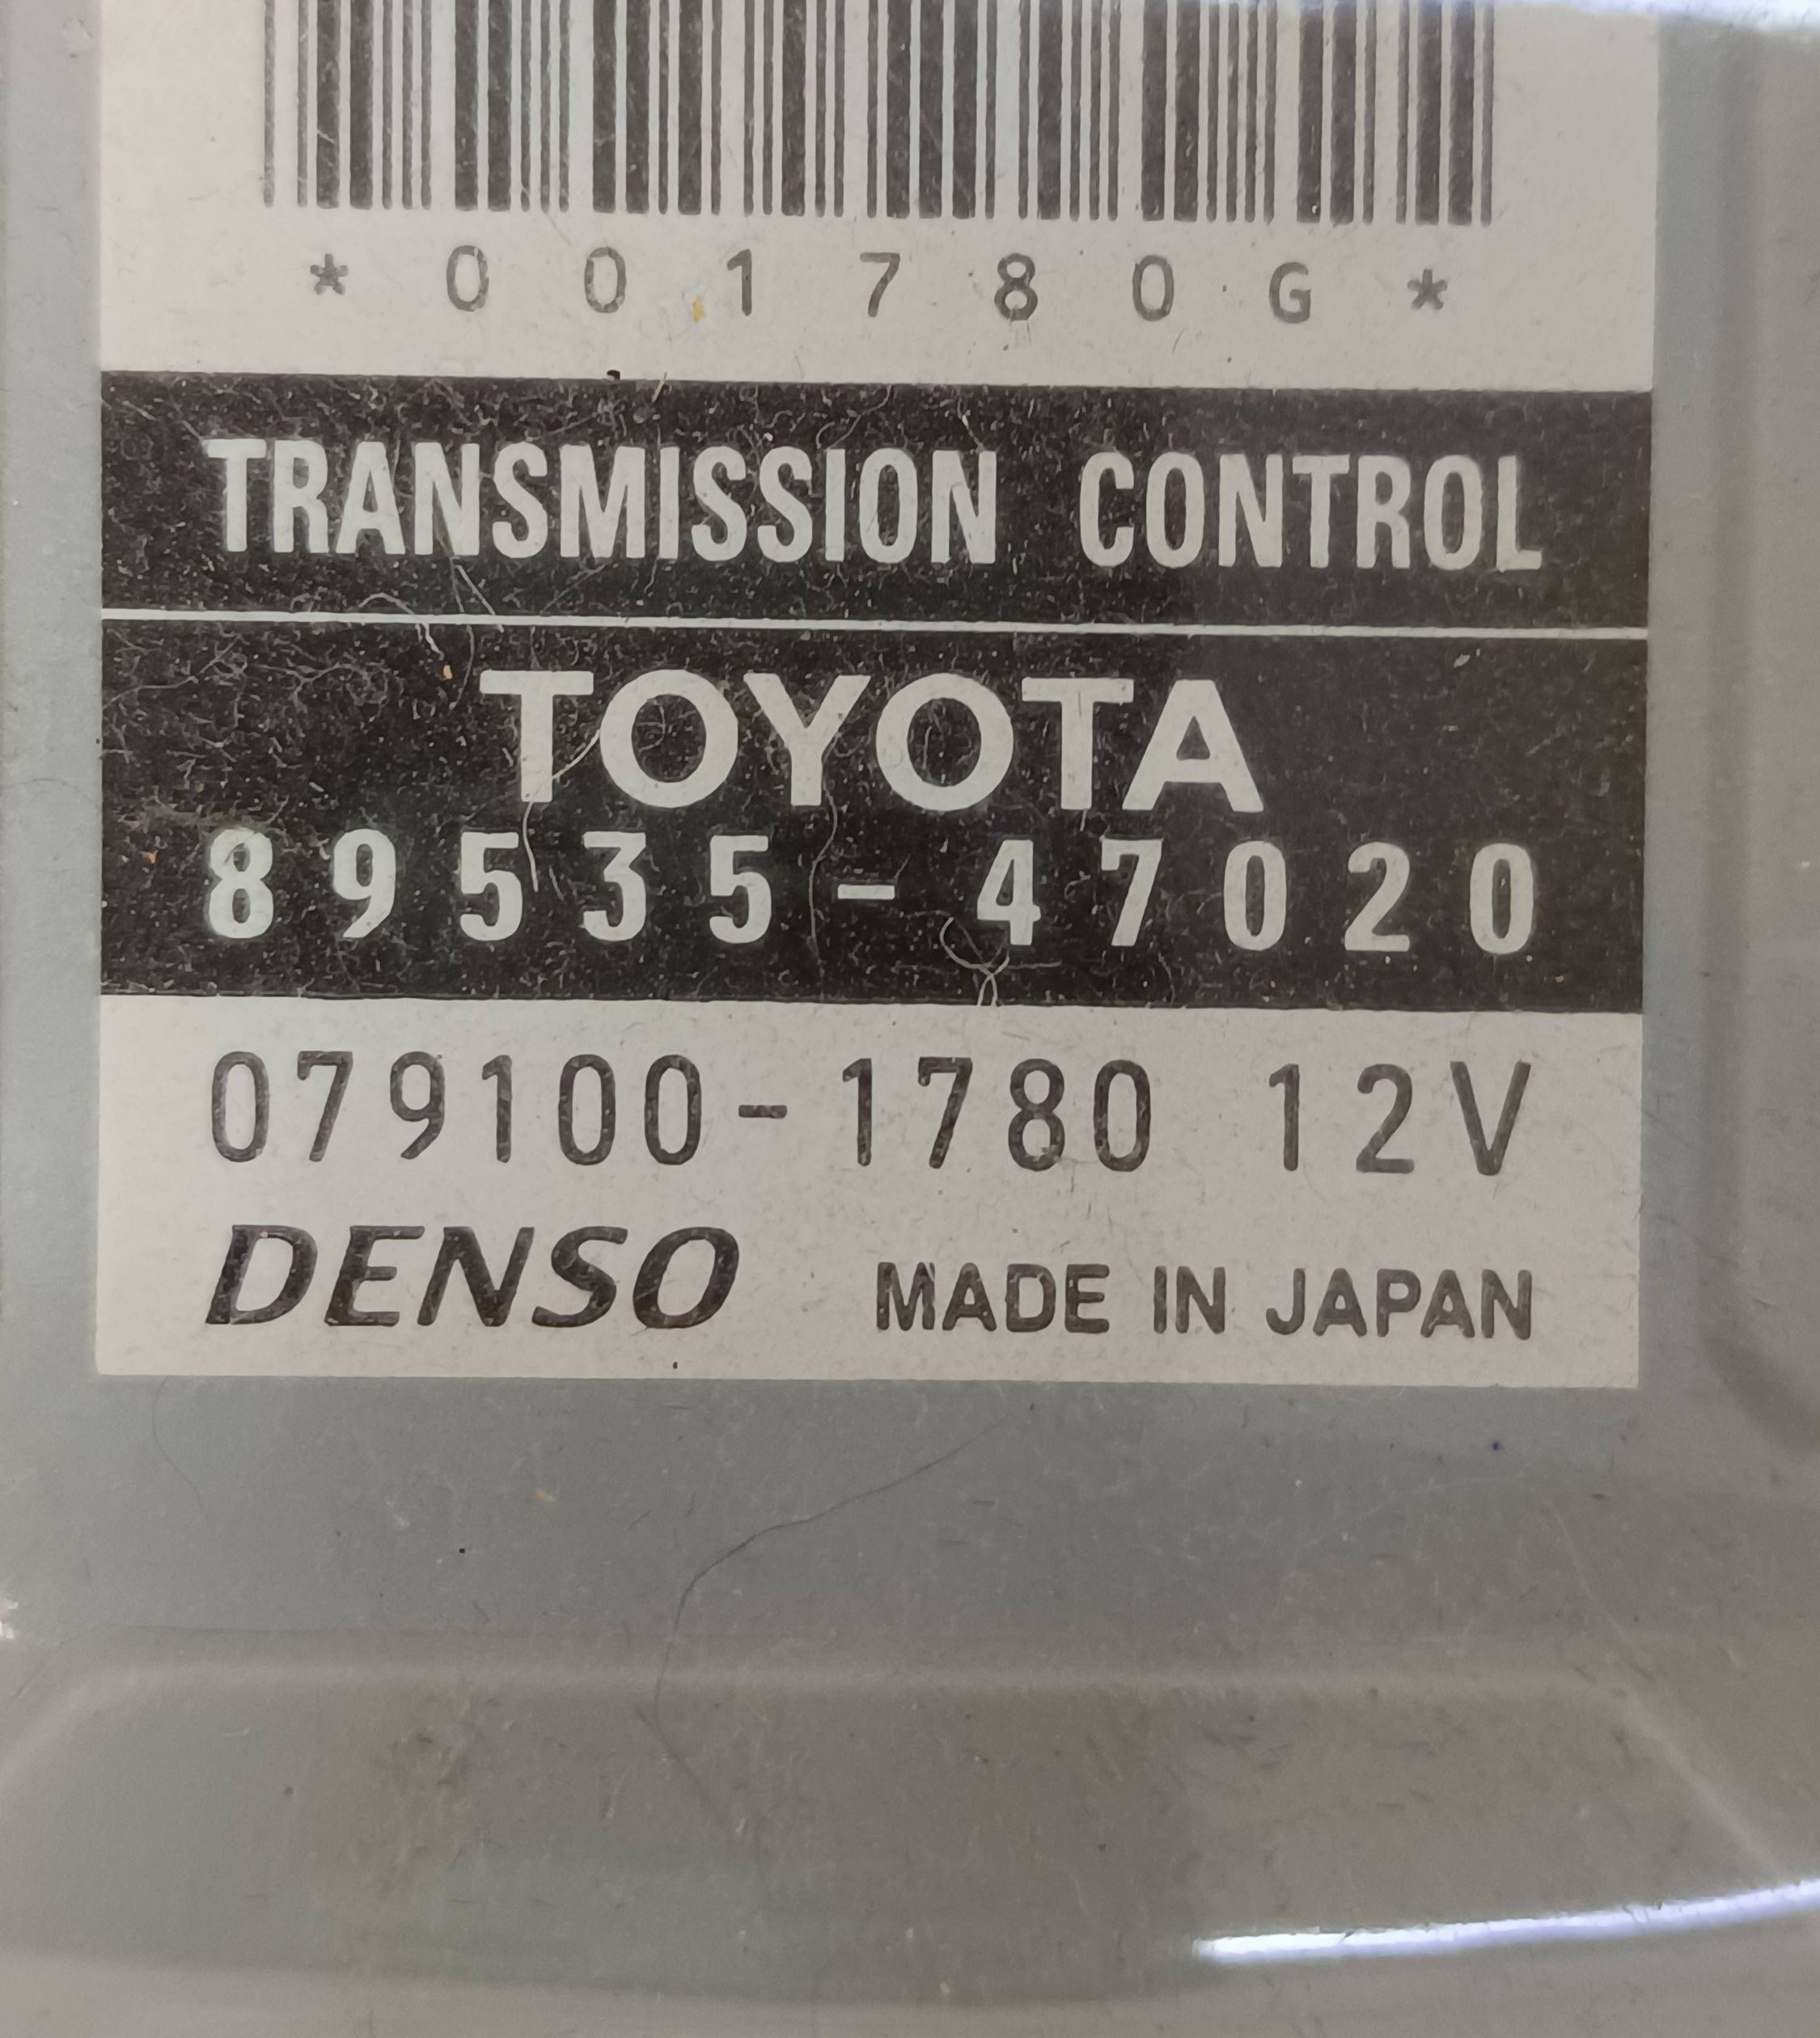 *001780G*
TRANSMISSION CONTROL
TOYOTA
89535-47020
079100-1780 12V
DENSO MADE IN JAPAN